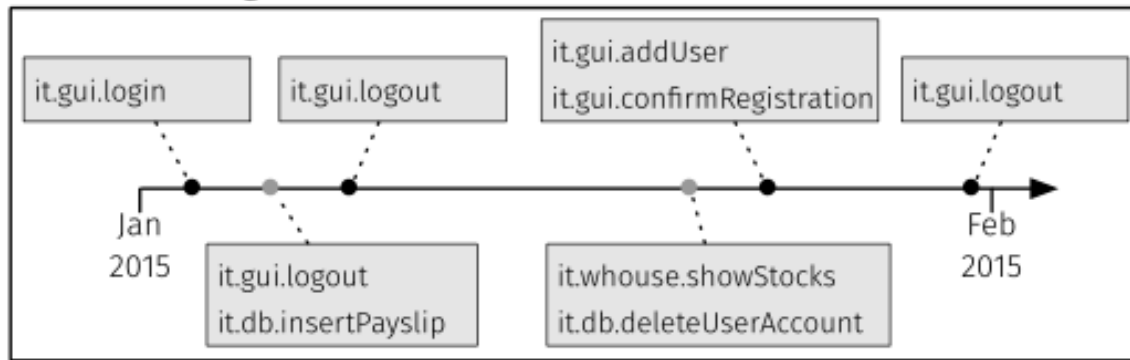 it.gui.login
it.gui.logout
it.gui.addUser
it.gui.confirmRegistration
it.gui.logout
Jan
2015
Feb
2015
it.gui.logout
it.db.insertPayslip
it.whouse.showStocks
it.db.deleteUserAccount